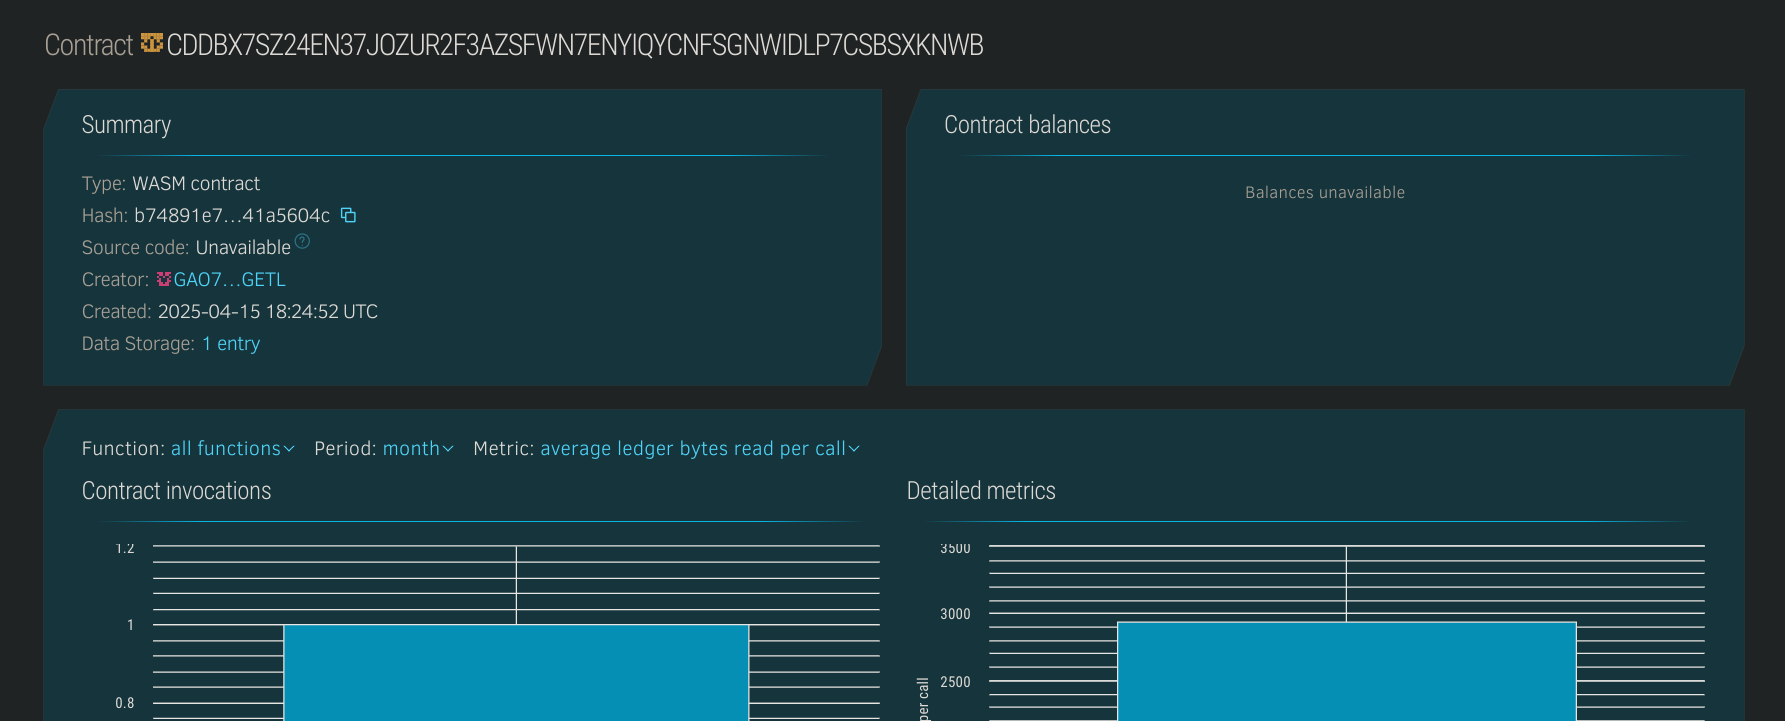 Contract CDDBX7SZ24EN37JOZUR2F3AZSFWN7ENYIQYCNFSGNWIDLP7CSBSXKNWB
Summary
Type: WASM contract
Hash: b74891e7...41a5604c
Source code: Unavailable ?
Creator: GAO7...GETL
Created: 2025-04-15 18:24:52 UTC
Data Storage: 1 entry
Contract balances
Balances unavailable
Function: all functions Period: month Metric: average ledger bytes read per call
Contract invocations
1.2
1
0.8
Detailed metrics
3500
3000
2500
per call